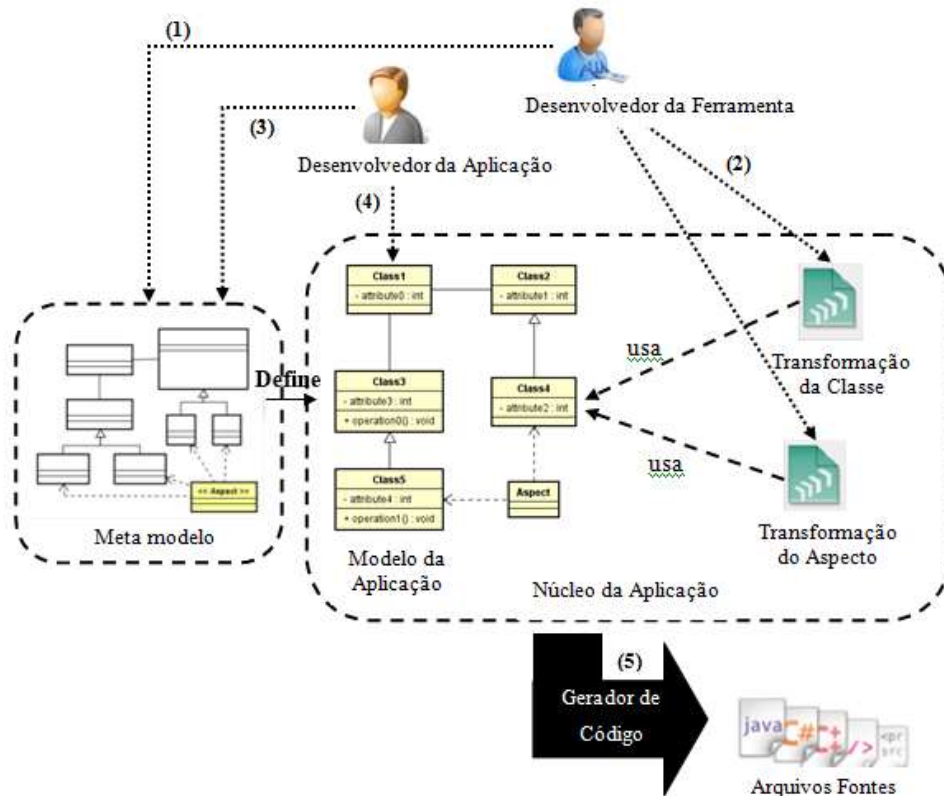 (1)
Desenvolvedor da Ferramenta
(3)
Desenvolvedor da Aplicação
(2)
(4)
Class1
- attribute0 : int
Class2
- attribute1 : int
usa
Transformação
da Classe
Define
Class3
- attribute3 : int
+ operation0() : void
Class4
- attribute2 : int
usa
<< Aspect >>
Meta modelo
Class5
- attribute4 : int
+ operation1() : void
Aspect
Transformação
do Aspecto
Modelo da
Aplicação
Núcleo da Aplicação
(5)
Gerador de
Código
java
C#
C++
/>
<pr
prc
Arquivos Fontes